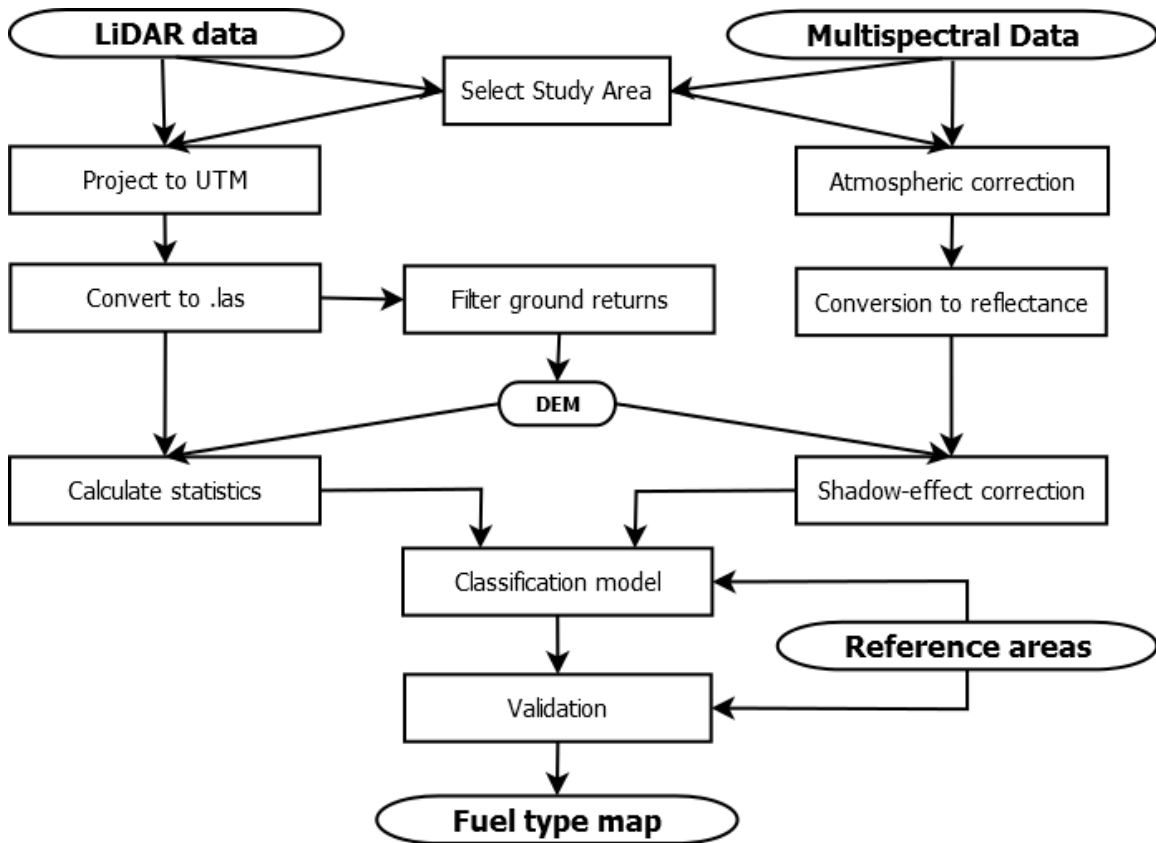 LiDAR data
Multispectral Data
Select Study Area
Project to UTM
Atmospheric correction
Convert to .las
Filter ground returns
Conversion to reflectance
DEM
Calculate statistics
Shadow-effect correction
Classification model
Reference areas
Validation
Fuel type map